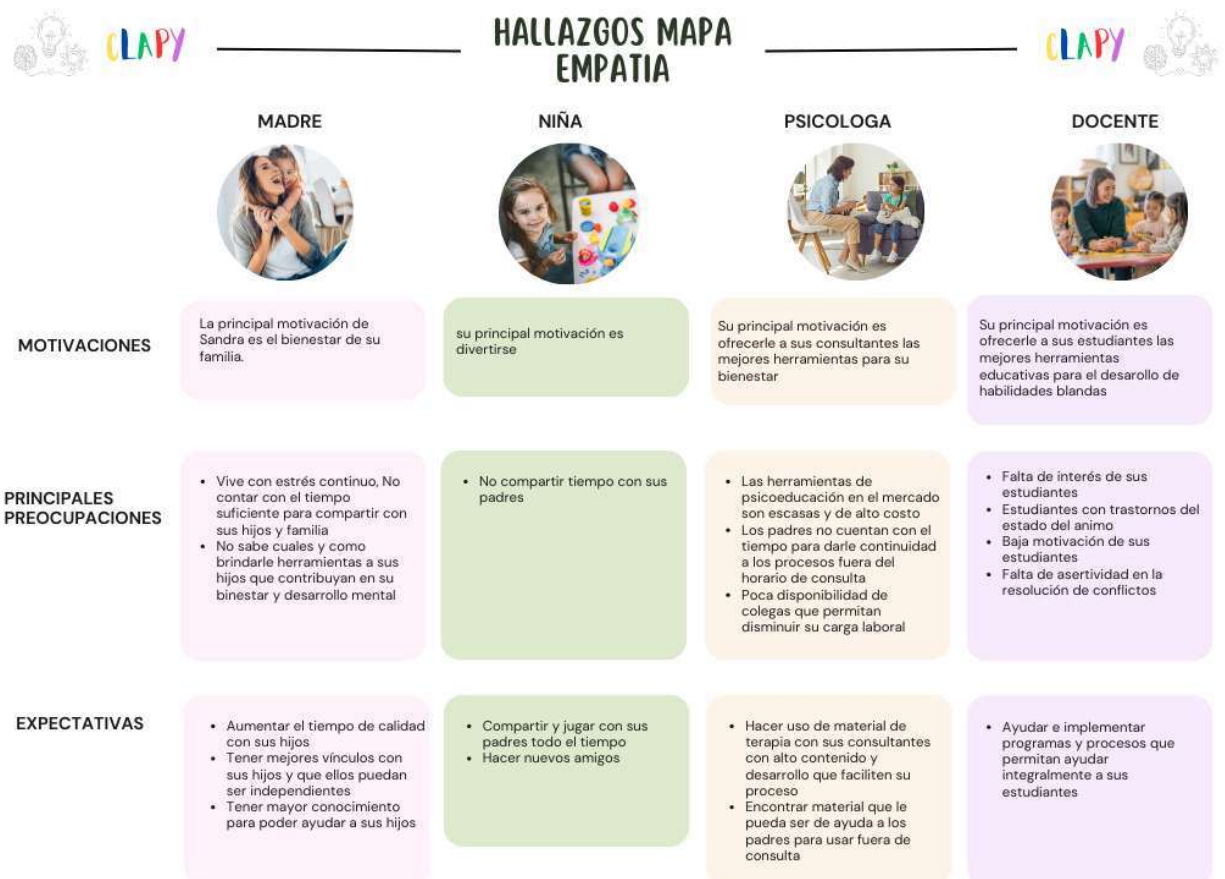 CLAPY
HALLAZGOS MAPA
EMPATIA
CLAPY
MADRE
NIÑA
PSICOLOGA
DOCENTE
MOTIVACIONES
La principal motivación de
Sandra es el bienestar de su
familia.
su principal motivación es
divertirse
Su principal motivación es
ofrecerle a sus consultantes las
mejores herramientas para su
bienestar
Su principal motivación es
ofrecerle a sus estudiantes las
mejores herramientas
educativas para el desarollo de
habilidades blandas
PRINCIPALES
PREOCUPACIONES
• Vive con estrés continuo, No
contar con el tiempo
suficiente para compartir con
sus hijos y familia
• No sabe cuales y como
brindarle herramientas a sus
hijos que contribuyan en su
binestar y desarrollo mental
• No compartir tiempo con sus
padres
• Las herramientas de
psicoeducación en el mercado
son escasas y de alto costo
• Los padres no cuentan con el
tiempo para darle continuidad
a los procesos fuera del
horario de consulta
• Poca disponibilidad de
colegas que permitan
disminuir su carga laboral
• Falta de interés de sus
estudiantes
• Estudiantes con trastornos del
estado del animo
• Baja motivación de sus
estudiantes
• Falta de asertividad en la
resolución de conflictos
EXPECTATIVAS
• Aumentar el tiempo de calidad
con sus hijos
• Tener mejores vínculos con
sus hijos y que ellos puedan
ser independientes
• Tener mayor conocimiento
para poder ayudar a sus hijos
• Compartir y jugar con sus
padres todo el tiempo
• Hacer nuevos amigos
• Hacer uso de material de
terapia con sus consultantes
con alto contenido y
desarrollo que faciliten su
proceso
• Encontrar material que le
pueda ser de ayuda a los
padres para usar fuera de
consulta
• Ayudar e implementar
programas y procesos que
permitan ayudar
integralmente a sus
estudiantes